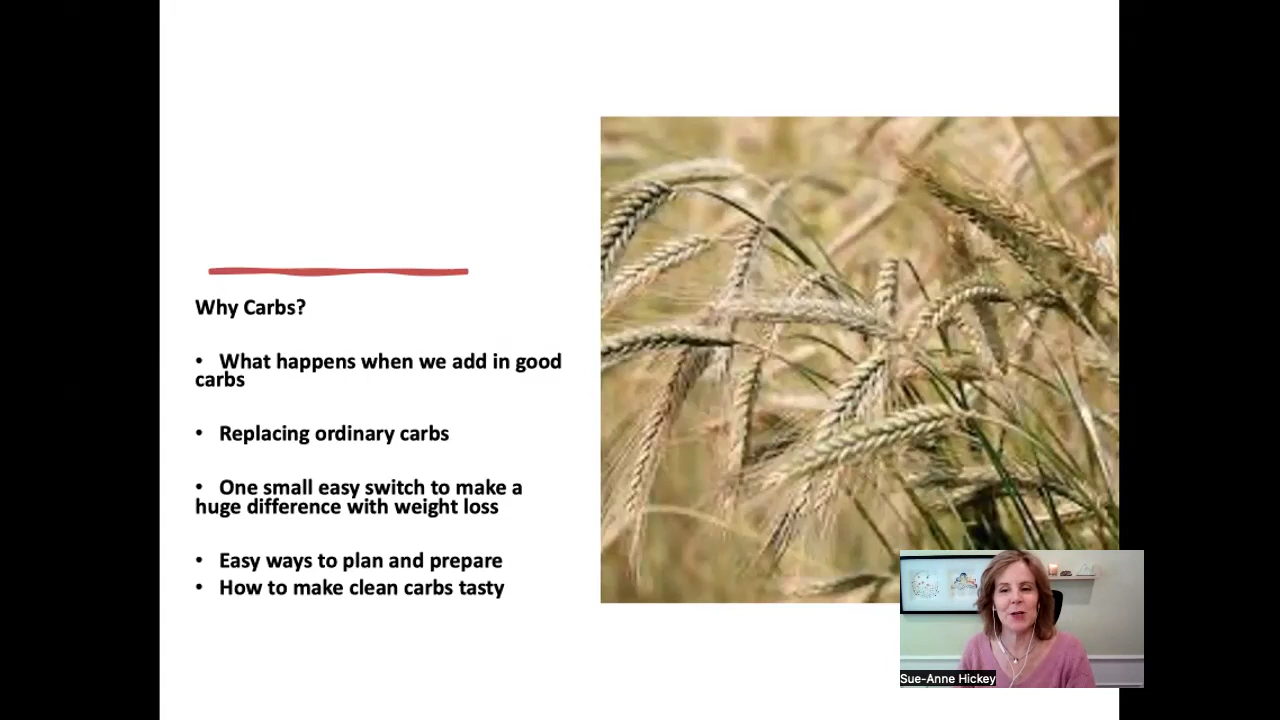 Why Carbs?
• What happens when we add in good
carbs
• Replacing ordinary carbs
• One small easy switch to make a
huge difference with weight loss
• Easy ways to plan and prepare
• How to make clean carbs tasty
Sue-Anne Hickey